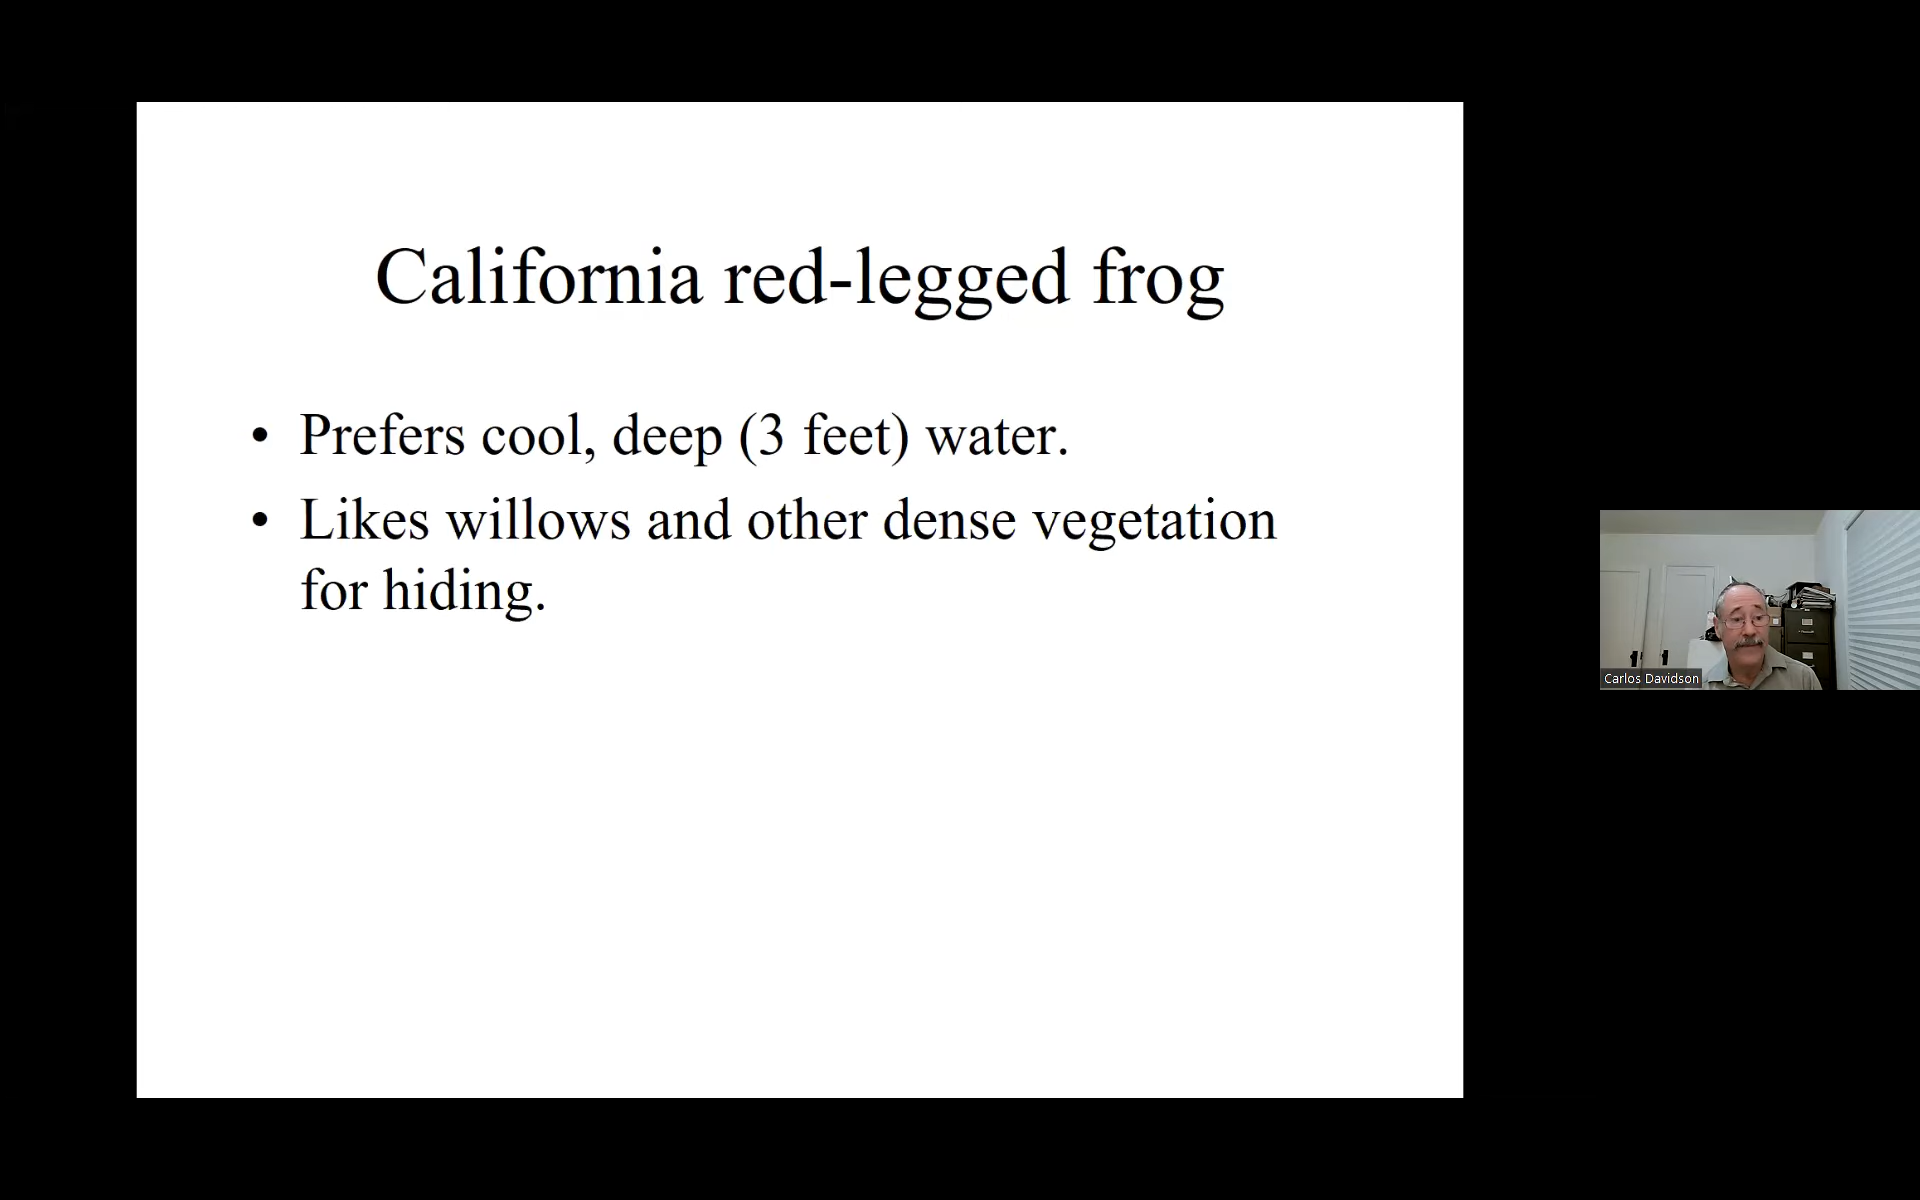 California red-legged frog
• Prefers cool, deep (3 feet) water.
• Likes willows and other dense vegetation
for hiding.
Carlos Davidson